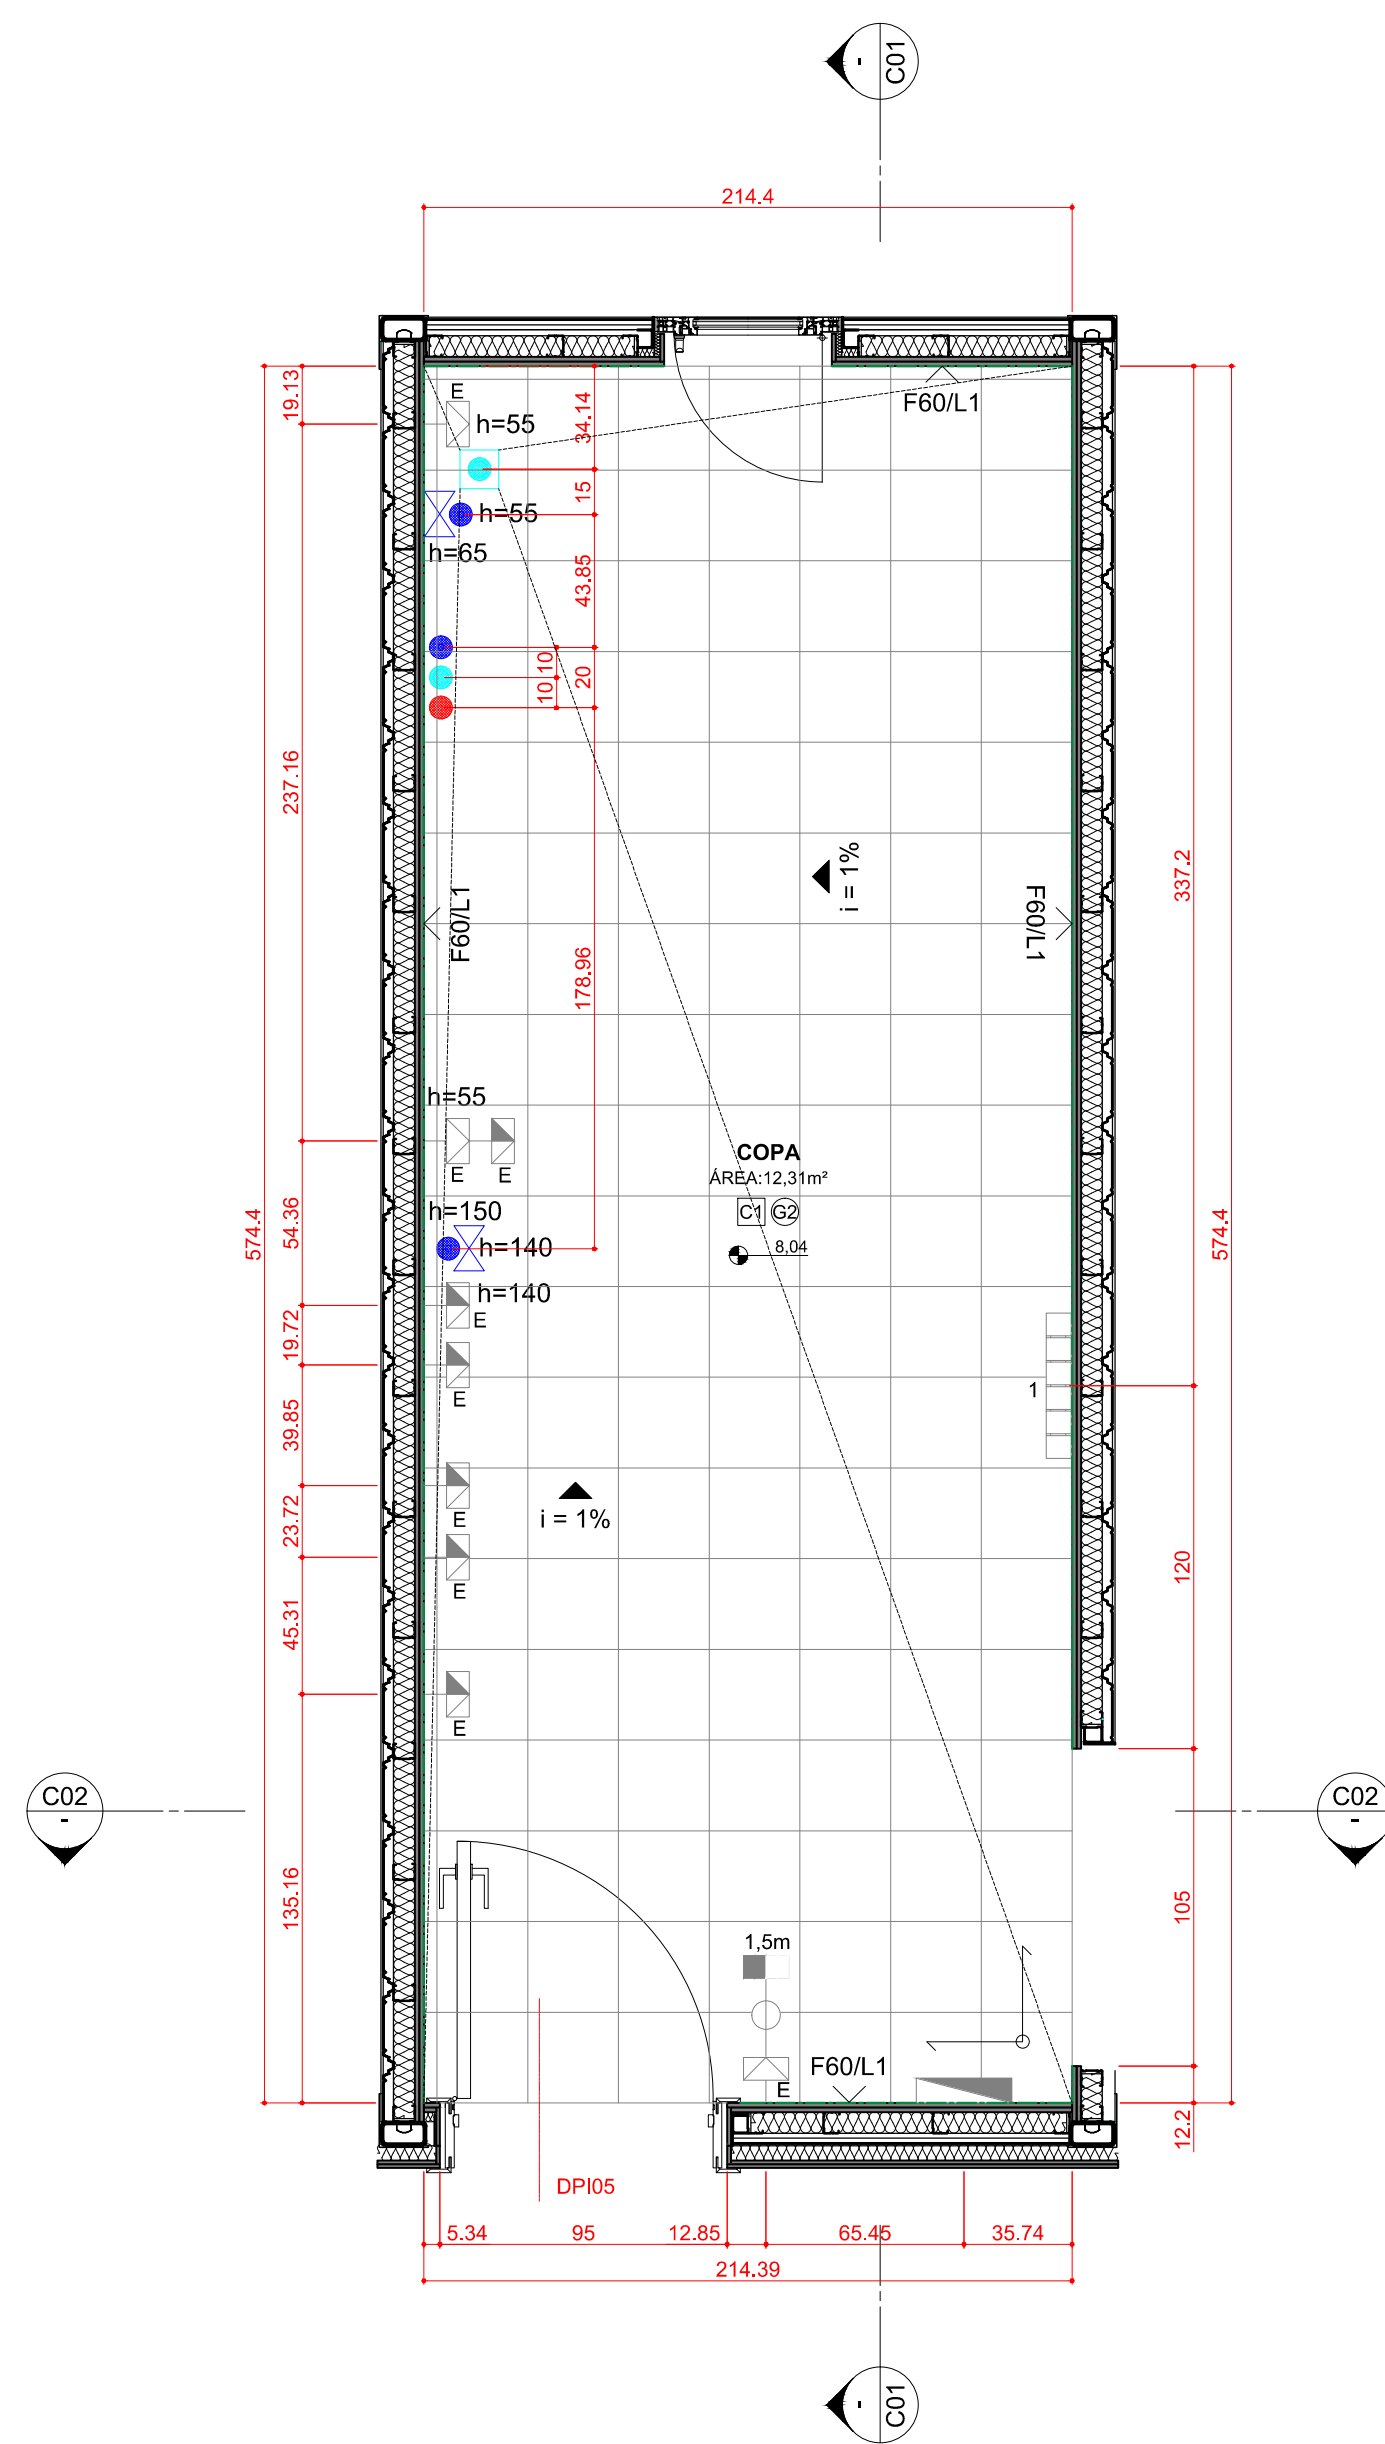 C01
-
214.4
19.13
E
h=55
34.14
F60/L1
15
h=55
h=65
43.85
10
10
20
237.16
i = 1%
337.2
F60/L1
F60/L1
178.96
h=55
E
E
COPA
ÁREA:12,31m²
C1
G2
8,04
h=150
h=140
h=140
E
54.36
574.4
574.4
19.72
E
1
39.85
E
i = 1%
23.72
E
120
45.31
E
C02
-
C02
-
135.16
105
1,5m
F60/L1
E
12.2
DPI05
5.34
95
12.85
65.45
35.74
214.39
C01
-